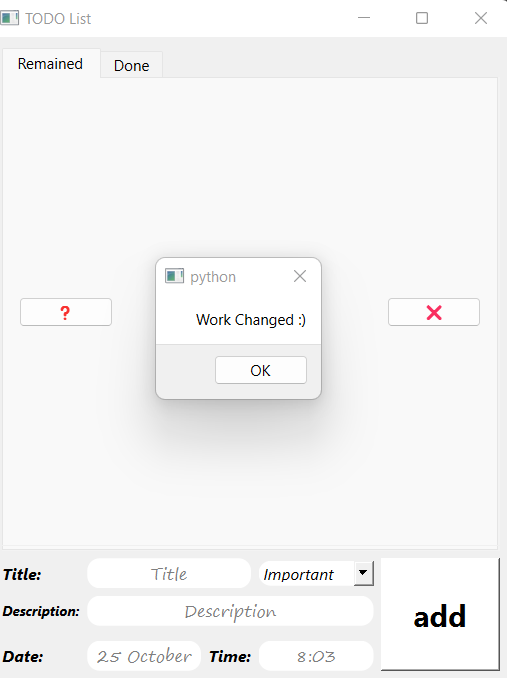 TODO List
Remained
Done
python
Work Changed :)
OK
?
Title:
Title
Important
add
Description:
Description
Date:
25 October
Time:
8:03